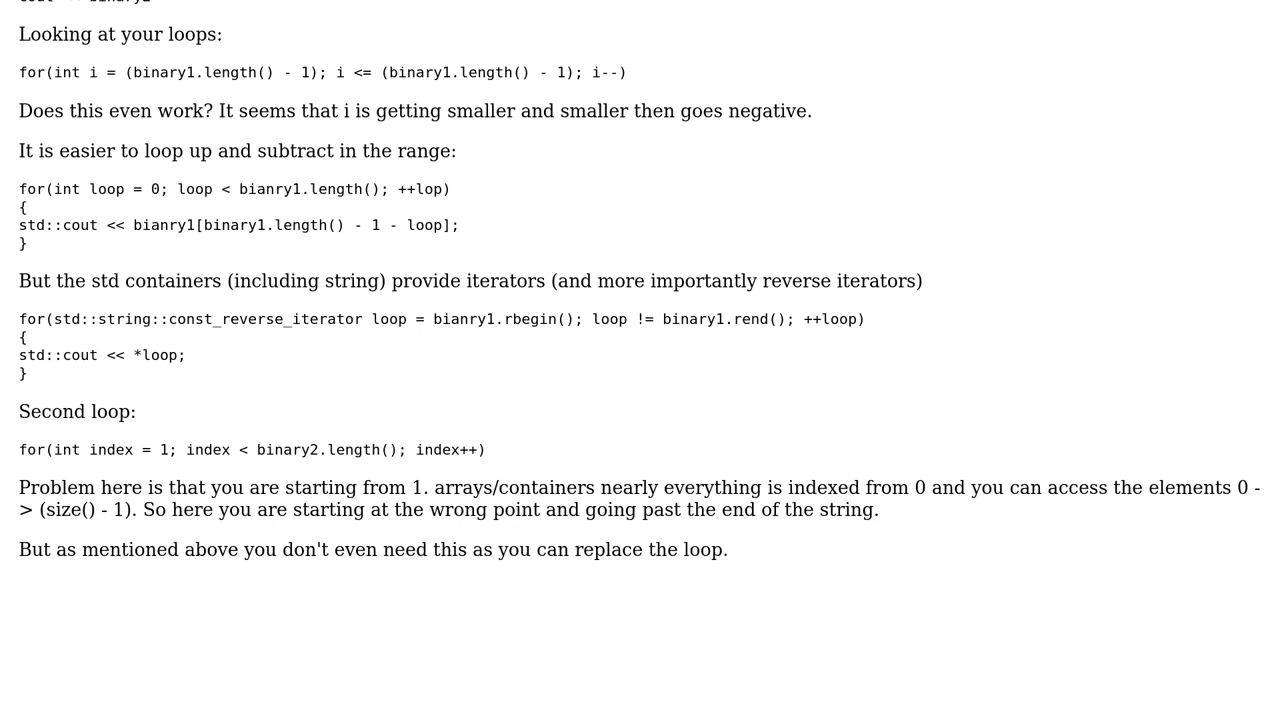 Looking at your loops:
for(int i = (binary1.length() - 1); i <= (binary1.length() - 1); i--)
Does this even work? It seems that i is getting smaller and smaller then goes negative.
It is easier to loop up and subtract in the range:
for(int loop = 0; loop < bianry1.length(); ++lop)
{
std::cout << bianry1[binary1.length() - 1 - loop];
}
But the std containers (including string) provide iterators (and more importantly reverse iterators)
for(std::string::const_reverse_iterator loop = bianry1.rbegin(); loop != binary1.rend(); ++loop)
{
std::cout << *loop;
}
Second loop:
for(int index = 1; index < binary2.length(); index++)
Problem here is that you are starting from 1. arrays/containers nearly everything is indexed from 0 and you can access the elements 0 -
> (size() - 1). So here you are starting at the wrong point and going past the end of the string.
But as mentioned above you don't even need this as you can replace the loop.